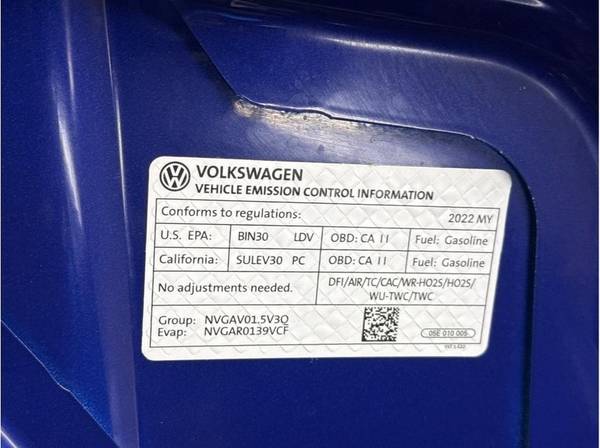 VOLKSWAGEN
VEHICLE EMISSION CONTROL INFORMATION
Conforms to regulations: 2022 MY
U.S. EPA: BIN30 LDV OBD: CA II Fuel: Gasoline
California: SULEV30 PC OBD: CA II Fuel: Gasoline
No adjustments needed. DFI/AIR/TC/CAC/WR-HO2S/HO2S/
WU-TWC/TWC
Group: NVGAV01.5V3Q
Evap: NVGAR0139VCF
05E 010 005